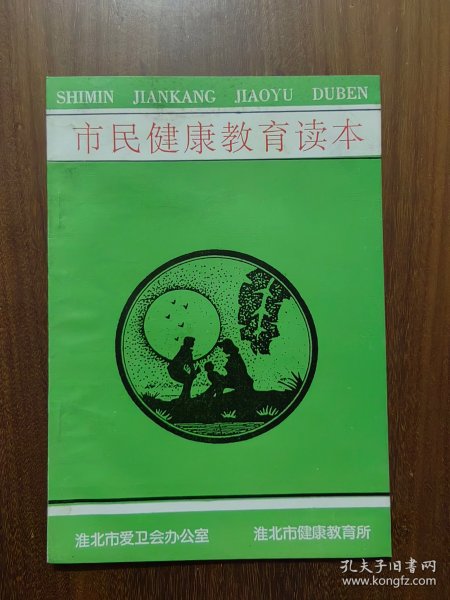 SHIMIN JIANKANG JIAOYU DUBEN
市民健康教育读本
淮北市爱卫会办公室 淮北市健康教育所
孔夫子旧书网
www.kongfz.com